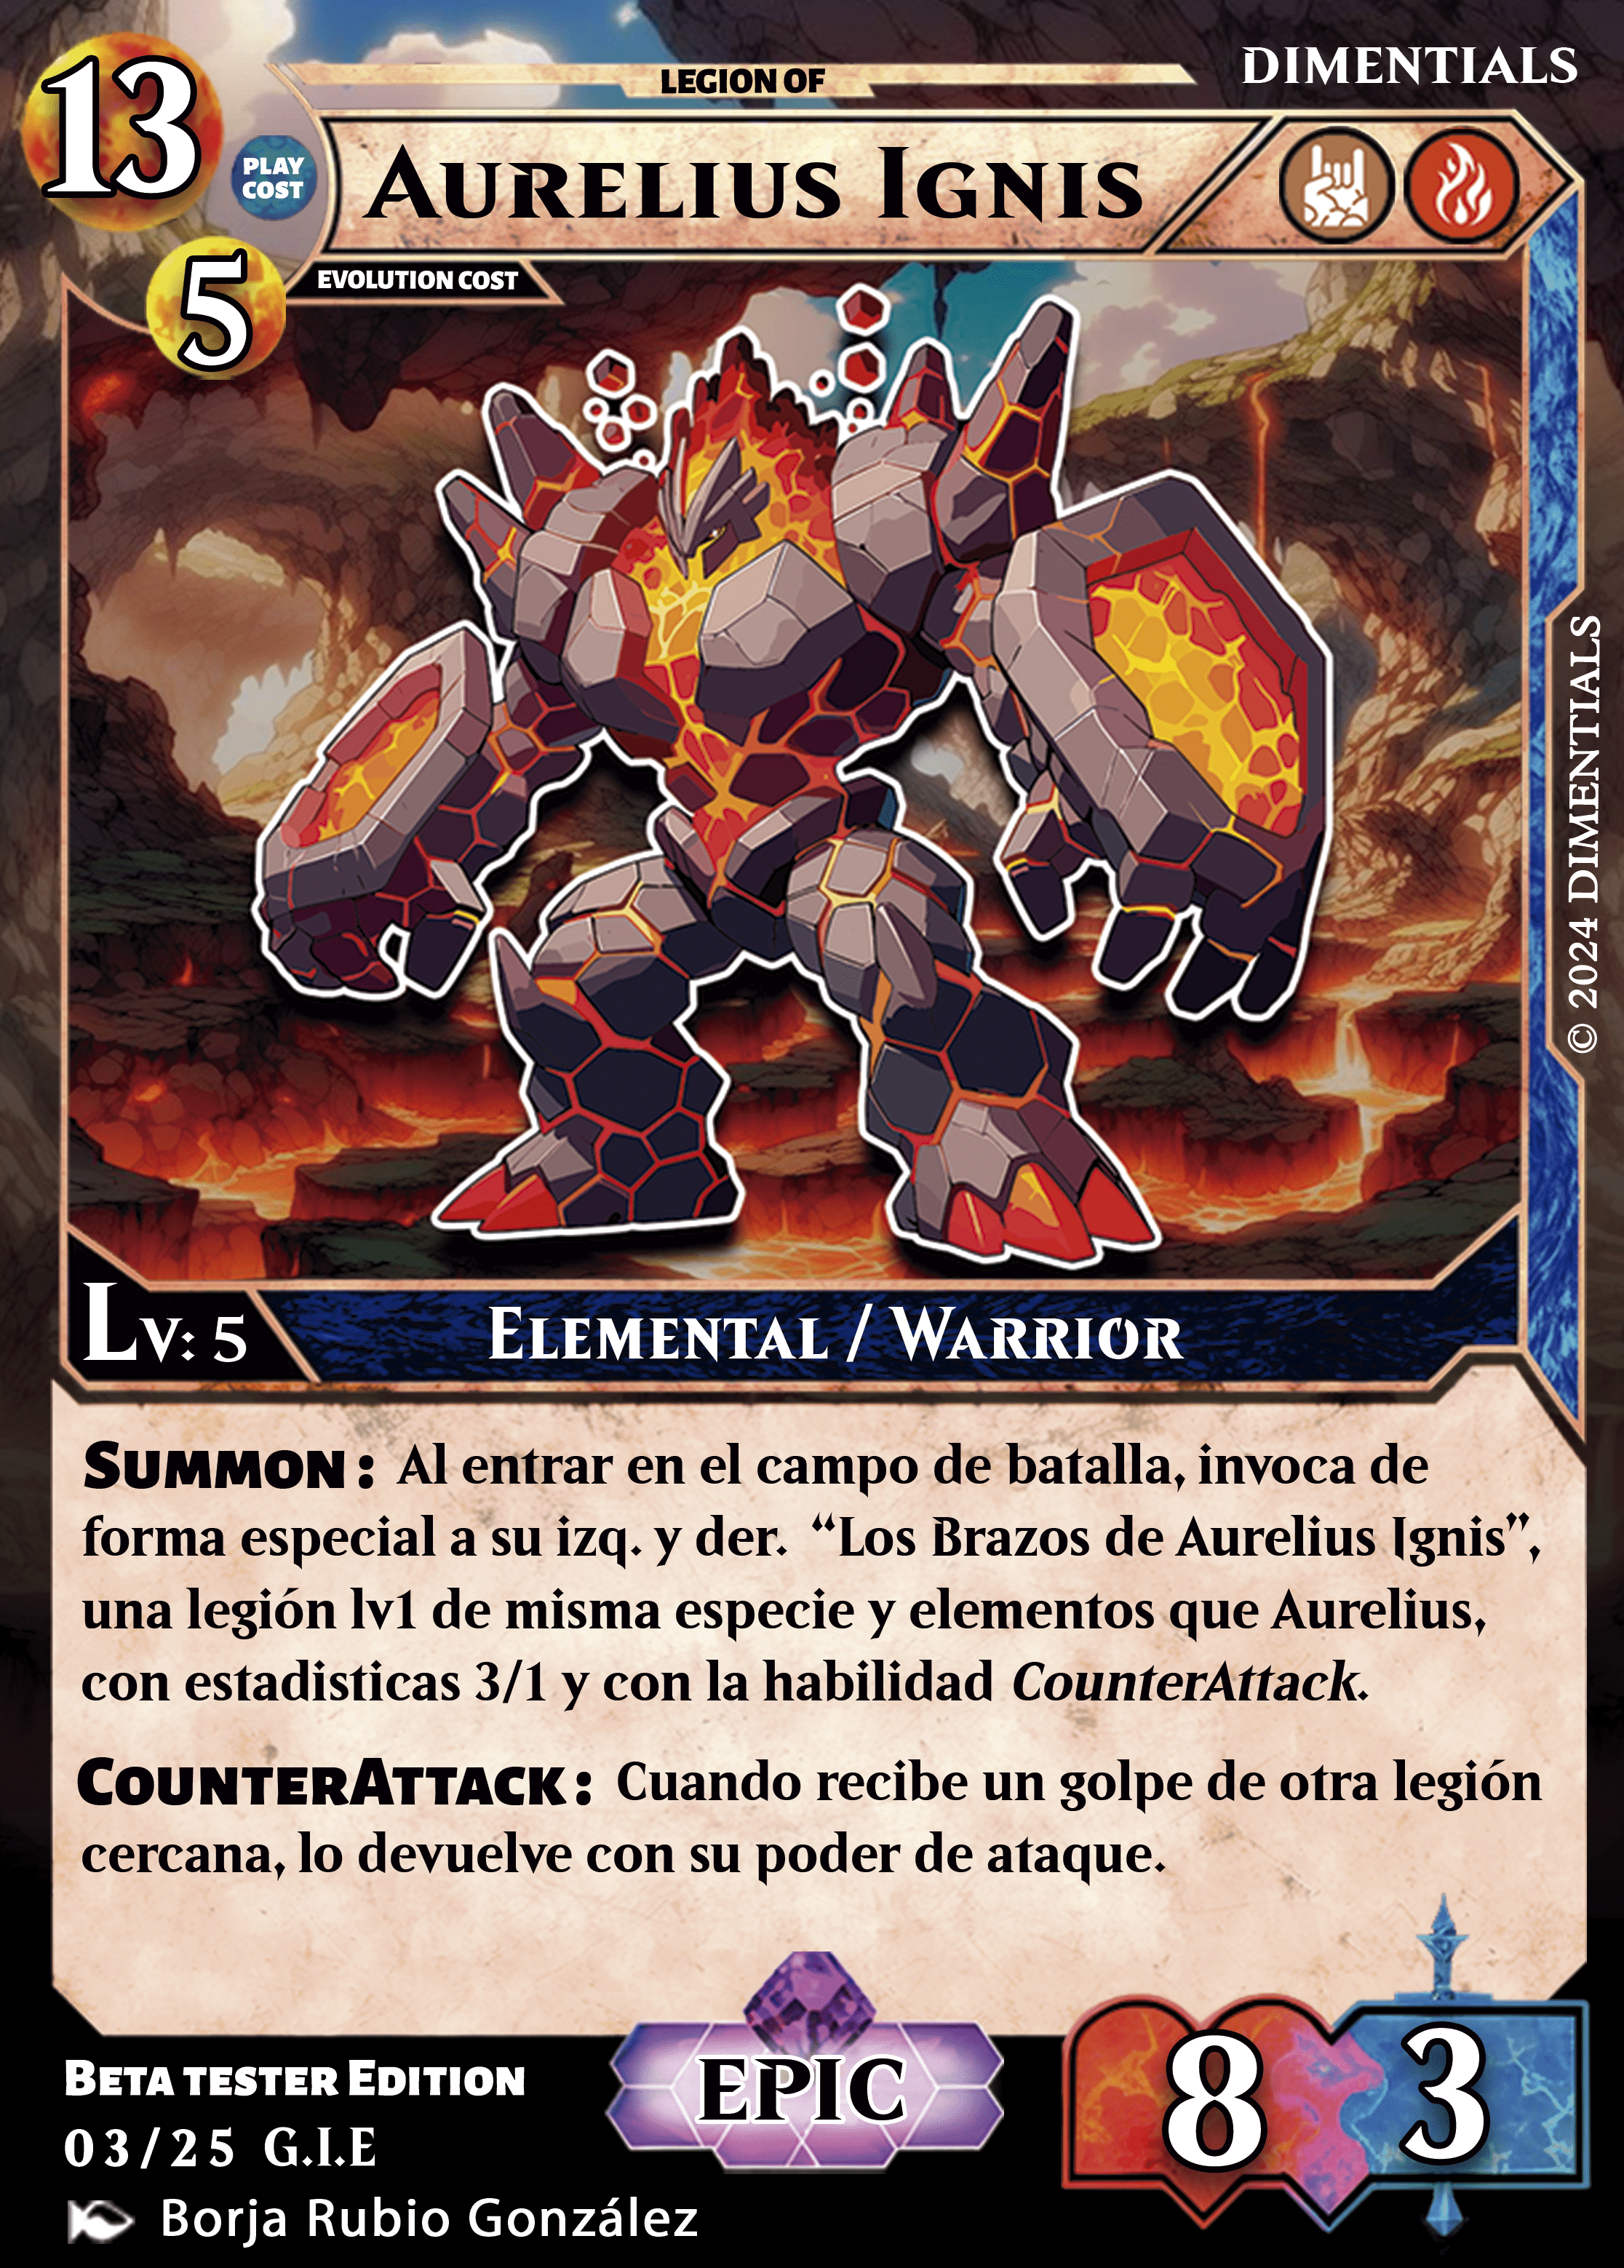 13
LEGION OF
DIMENTIALS
PLAY
COST
AURELIUS IGNIS
5
EVOLUTION COST
© 2024 DIMENTIALS
LV: 5
ELEMENTAL / WARRIOR
SUMMON: Al entrar en el campo de batalla, invoca de
forma especial a su izq. y der. “Los Brazos de Aurelius Ignis”,
una legión lv1 de misma especie y elementos que Aurelius,
con estadisticas 3/1 y con la habilidad CounterAttack.
COUNTERATTACK: Cuando recibe un golpe de otra legión
cercana, lo devuelve con su poder de ataque.
EPIC
8 3
BETA TESTER EDITION
03/25 G.I.E
Borja Rubio González